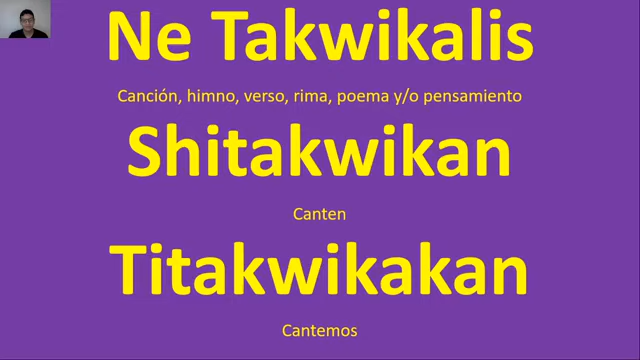 Ne Takwikalis
Canción, himno, verso, rima, poema y/o pensamiento
Shitakwikan
Canten
Titakwikakan
Cantemos